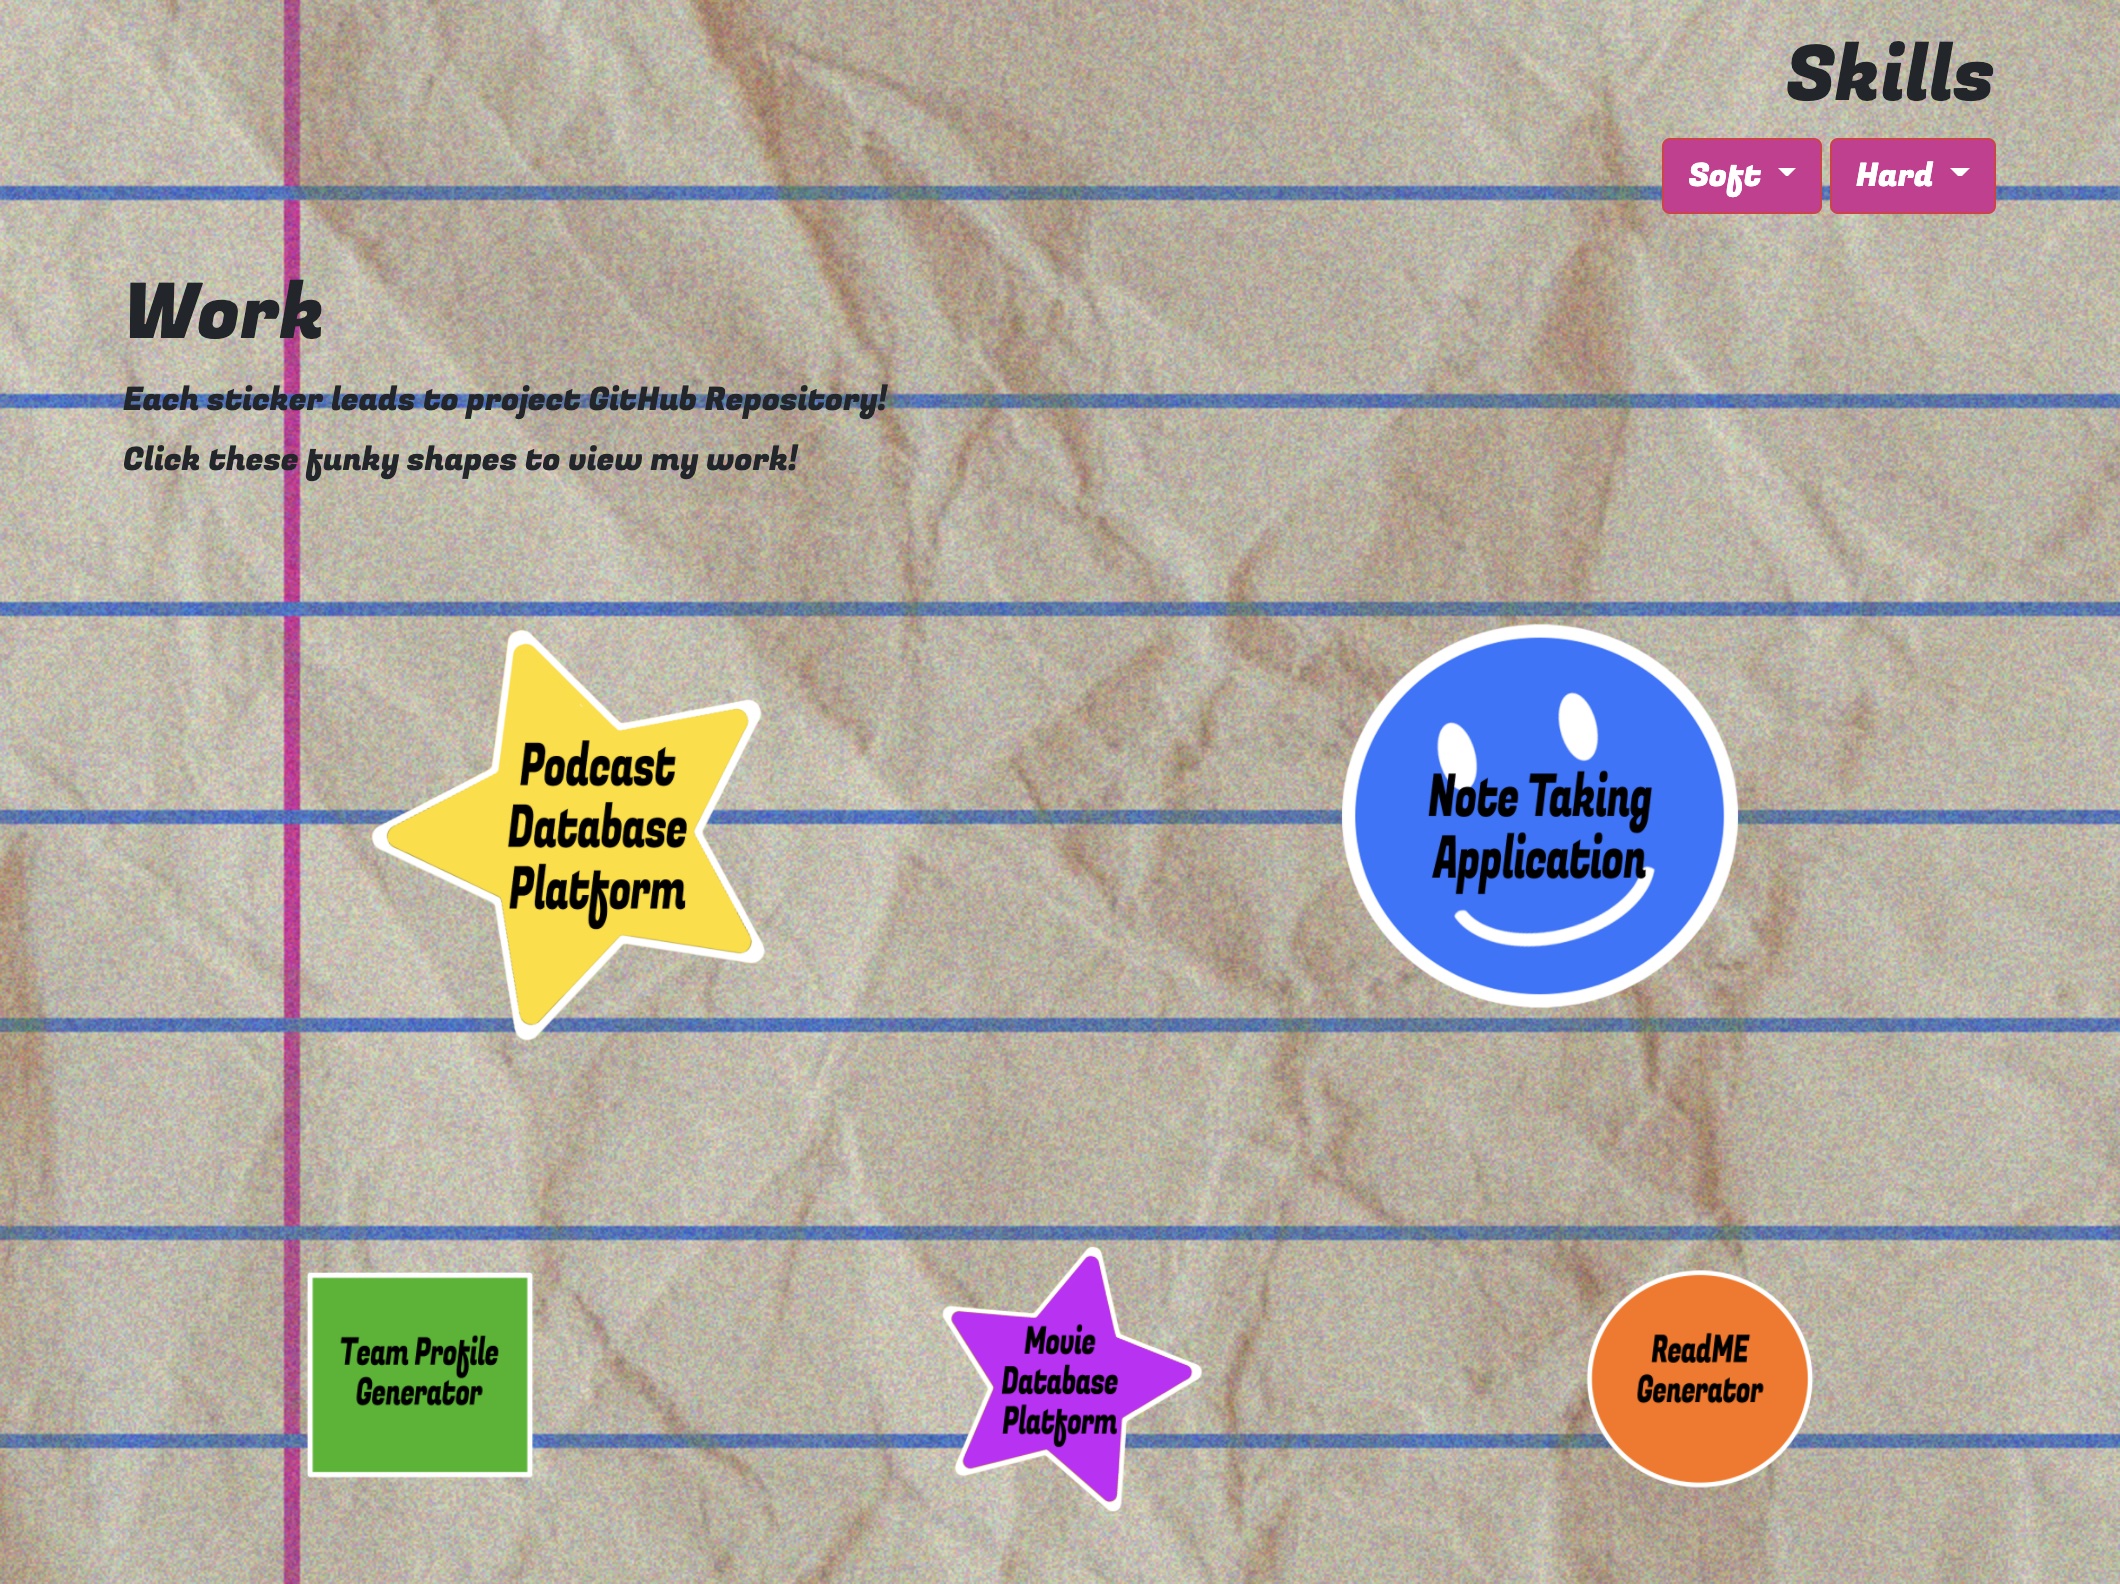 Skills
Soft
Hard
Work
Each sticker leads to project GitHub Repository!
Click these funky shapes to view my work!
Podcast
Database
Platform
Note Taking
Application
Team Profile
Generator
Movie
Database
Platform
ReadME
Generator